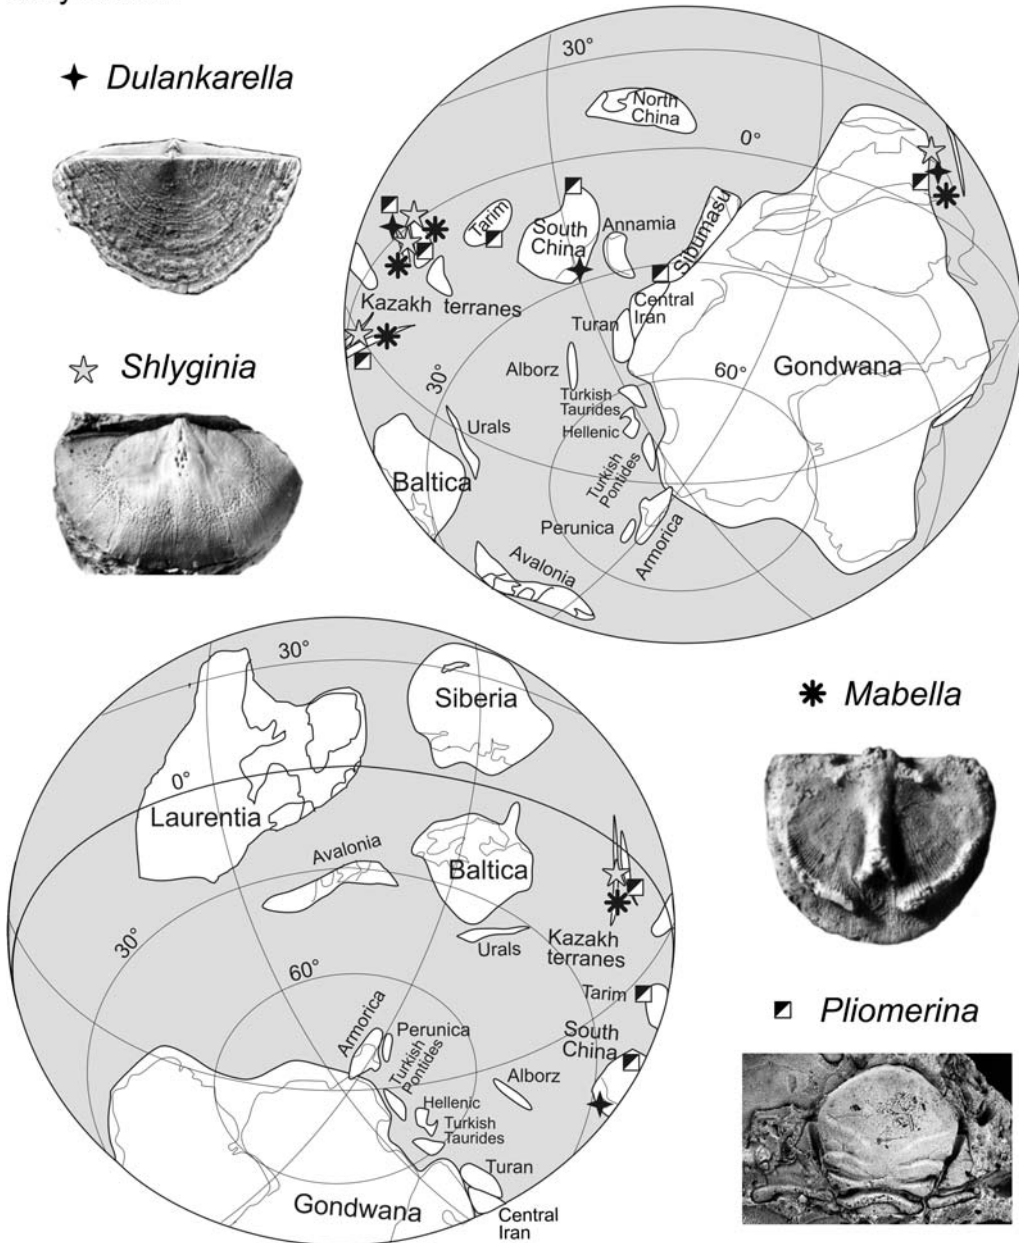 Dulankarella
Shlyginia
30°
North
China
0°
Tarim
South
China
Annamia
Sibumasu
Kazakh terranes
Central
Iran
Turan
Gondwana
30°
Alborz
60°
Turkish
Taurides
Urals
Hellenic
Baltica
Turkish
Pontides
Perunica
Armorica
Avalonia
30°
Siberia
0°
Laurentia
Avalonia
Baltica
30°
Urals
Kazakh
terranes
60°
Tarim
Armorica
Perunica
Turkish
Pontides
South
China
Alborz
Hellenic
Turkish
Taurides
Turan
Gondwana
Central
Iran
Mabella
Pliomerina